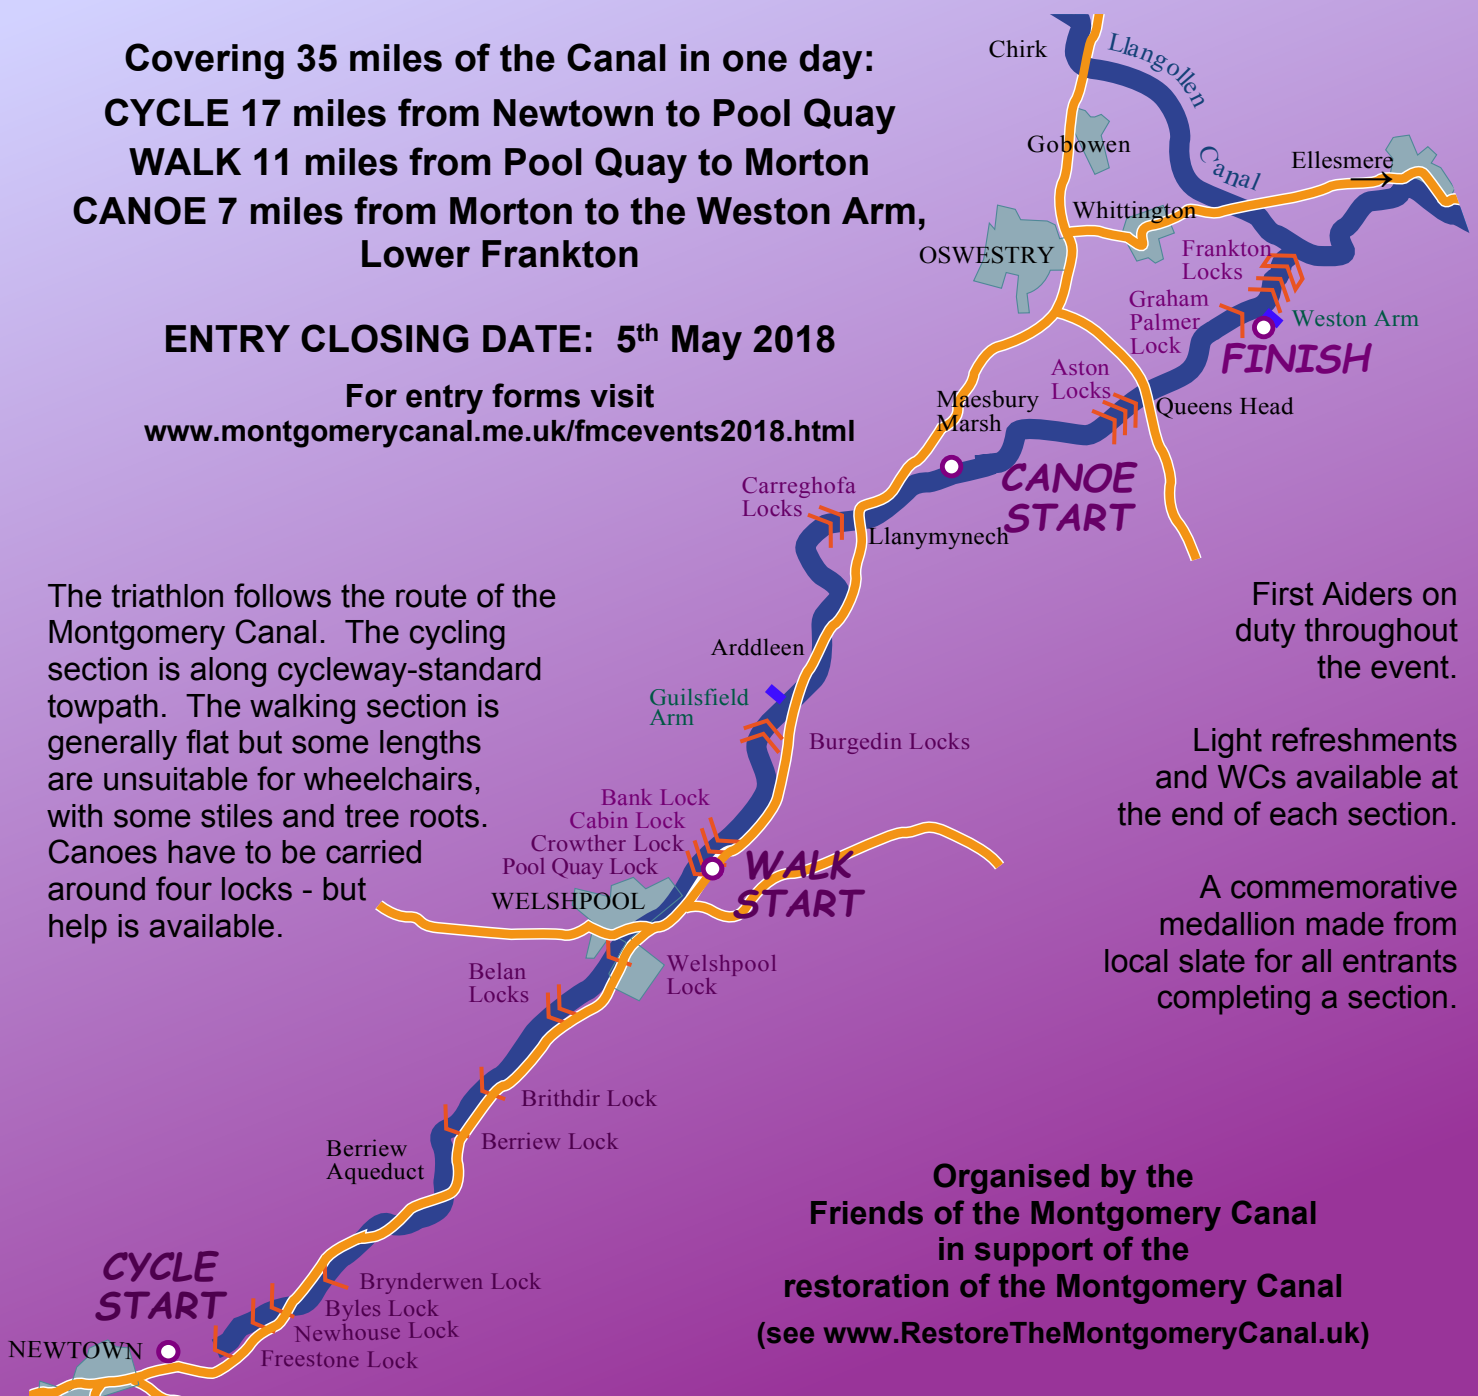 Covering 35 miles of the Canal in one day:
CYCLE 17 miles from Newtown to Pool Quay
WALK 11 miles from Pool Quay to Morton
CANOE 7 miles from Morton to the Weston Arm,
Lower Frankton
ENTRY CLOSING DATE: 5th May 2018
For entry forms visit
www.montgomerycanal.me.uk/fmcevents2018.html
Chirk
Llangollen
Canal
Gobowen
Ellesmere
Whittington
OSWESTRY
Frankton
Locks
Graham
Palmer
Lock
Weston Arm
FINISH
Aston
Locks
Queens Head
Maesbury
Marsh
CANOE
START
Carreghofa
Locks
Llanymynech
The triathlon follows the route of the
Montgomery Canal. The cycling
section is along cycleway-standard
towpath. The walking section is
generally flat but some lengths
are unsuitable for wheelchairs,
with some stiles and tree roots.
Canoes have to be carried
around four locks - but
help is available.
First Aiders on
duty throughout
the event.
Light refreshments
and WCs available at
the end of each section.
A commemorative
medallion made from
local slate for all entrants
completing a section.
Arddleen
Guilsfield
Arm
Burgedin Locks
Bank Lock
Cabin Lock
Crowther Lock
Pool Quay Lock
WALK
START
WELSHPOOL
Welshpool
Lock
Belan
Locks
Brithdir Lock
Berriew Lock
Berriew
Aqueduct
CYCLE
START
Brynderwen Lock
Byles Lock
Newhouse Lock
Freestone Lock
NEWTOWN
Organised by the
Friends of the Montgomery Canal
in support of the
restoration of the Montgomery Canal
(see www.RestoreTheMontgomeryCanal.uk)